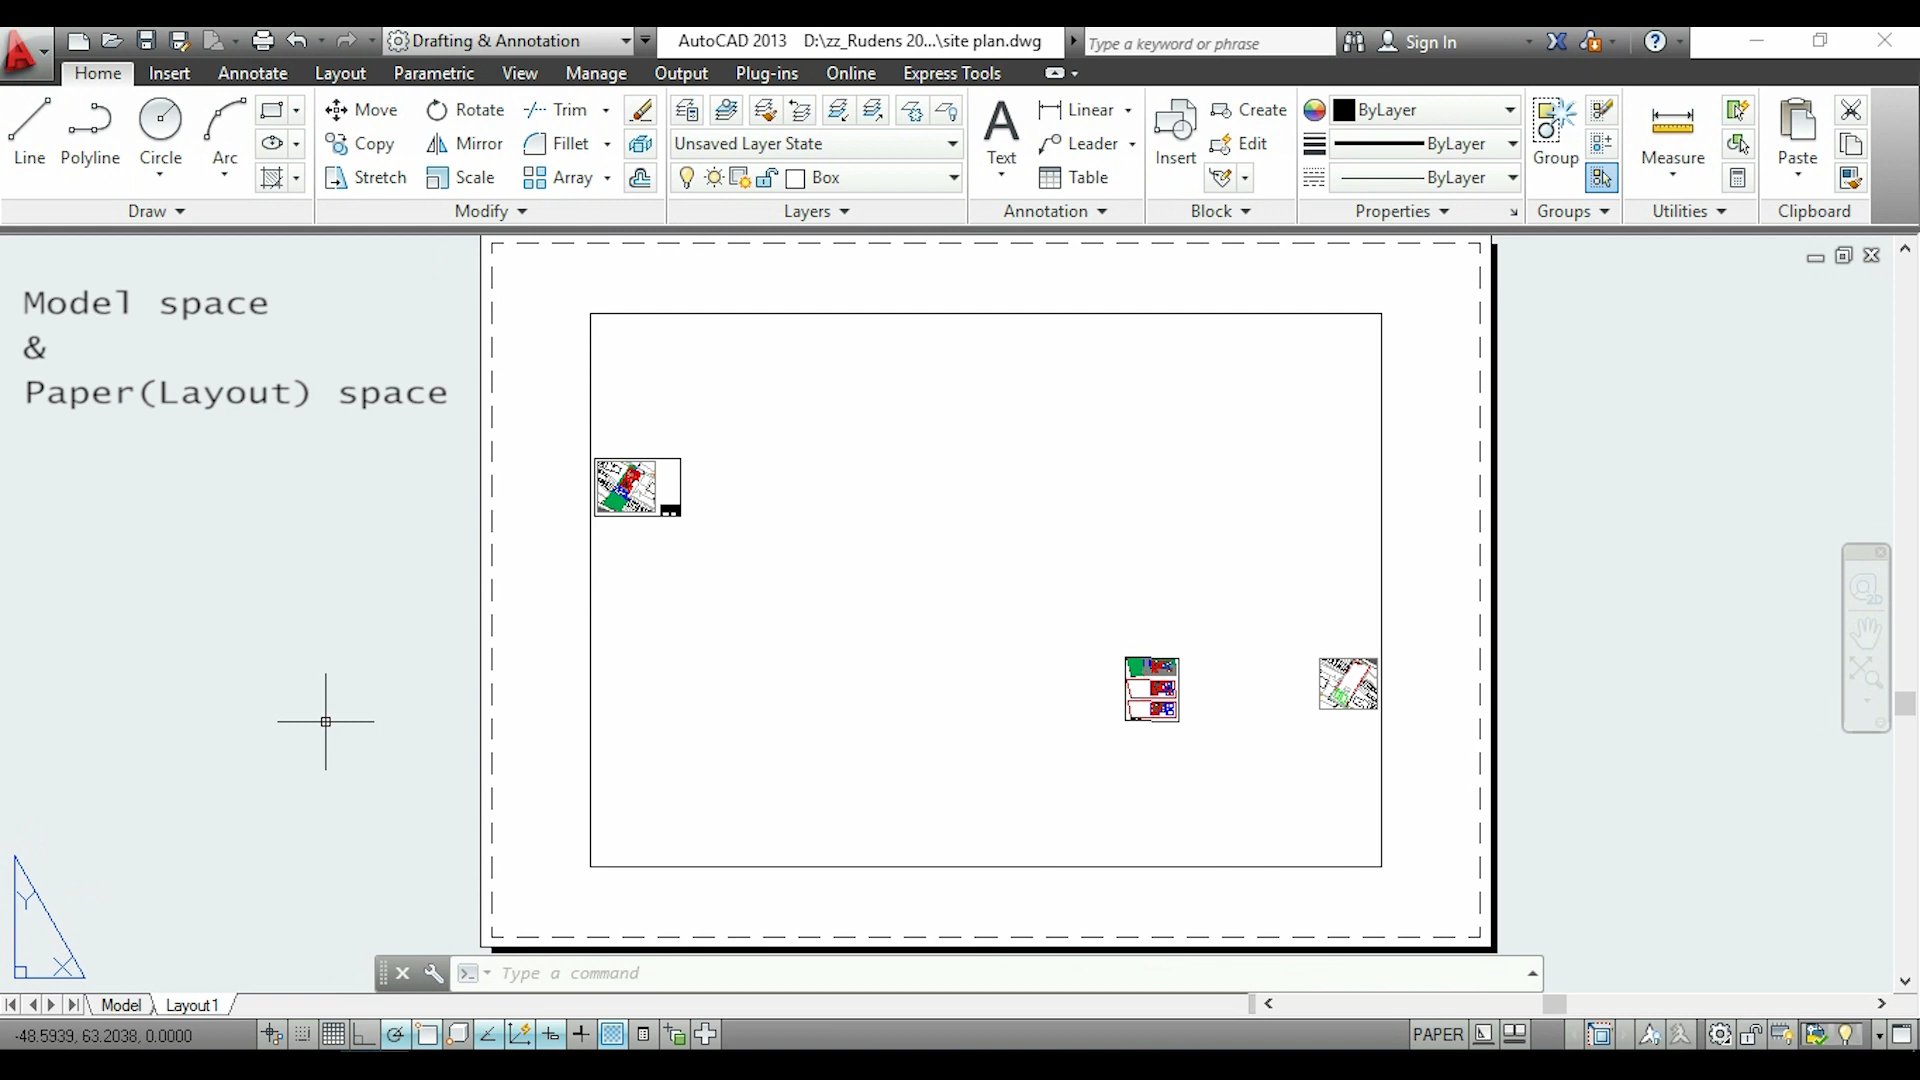 Drafting & Annotation
AutoCAD 2013 D:\zz_Rudens 20...\site plan.dwg
Type a keyword or phrase
Sign In
Home Insert Annotate Layout Parametric View Manage Output Plug-ins Online Express Tools
Line Polyline Circle Arc
Move Rotate Trim
Copy Mirror Fillet
Stretch Scale Array
Unsaved Layer State
Box
Text
Linear
Leader
Table
Insert
Create
Edit
ByLayer
ByLayer
ByLayer
Group
Measure
Paste
Draw Modify Layers Annotation Block Properties Groups Utilities Clipboard
Model space
&
Paper(Layout) space
Y
X
Type a command
Model Layout1
-48.5939, 63.2038, 0.0000
PAPER